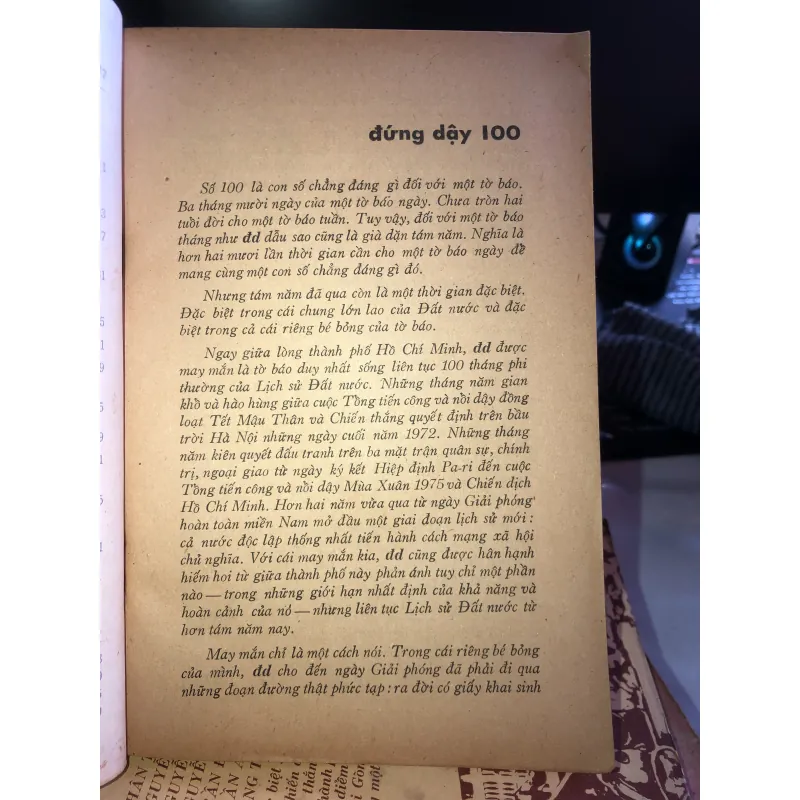 đứng dậy 100
Số 100 là con số chẳng đáng gì đối với một tờ báo.
Ba tháng mười ngày của một tờ báo ngày. Chưa tròn hai
tuổi đời cho một tờ báo tuần. Tuy vậy, đối với một tờ báo
tháng như đd dẫu sao cũng là già dặn tám năm. Nghĩa là
hơn hai mươi lần thời gian cần cho một tờ báo ngày để
mang cùng một con số chẳng đáng gì đó.
Nhưng tám năm đã qua còn là một thời gian đặc biệt.
Đặc biệt trong cái chung lớn lao của Đất nước và đặc
biệt trong cả cái riêng bé bỏng của tờ báo.
Ngay giữa lòng thành phố Hồ Chí Minh, đd được
may mắn là tờ báo duy nhất sống liên tục 100 tháng phi
thường của Lịch sử Đất nước. Những tháng năm gian
khổ và hào hùng giữa cuộc Tổng tiến công và nổi dậy đồng
loạt Tết Mậu Thân và Chiến thắng quyết định trên bầu
trời Hà Nội những ngày cuối năm 1972. Những tháng
năm kiên quyết đấu tranh trên ba mặt trận quân sự, chính
trị, ngoại giao từ ngày ký kết Hiệp định Pa-ri đến cuộc
Tổng tiến công và nổi dậy Mùa Xuân 1975 và Chiến dịch
Hồ Chí Minh. Hơn hai năm vừa qua từ ngày Giải phóng
hoàn toàn miền Nam mở đầu một giai đoạn lịch sử mới :
cả nước độc lập thống nhất tiến hành cách mạng xã hội
chủ nghĩa. Với cái may mắn kia, đd cũng được hân hạnh
hiếm hoi từ giữa thành phố này phản ánh tuy chỉ một phần
nào — trong những giới hạn nhất định của khả năng và
hoàn cảnh của nó — nhưng liên tục Lịch sử Đất nước từ
hơn tám năm nay.
May mắn chỉ là một cách nói. Trong cái riêng bé bỏng
của mình, đd cho đến ngày Giải phóng đã phải đi qua
những đoạn đường thật phức tạp : ra đời có giấy khai sinh